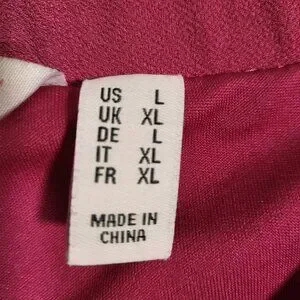 US L
UK XL
DE L
IT XL
FR XL
MADE IN
CHINA